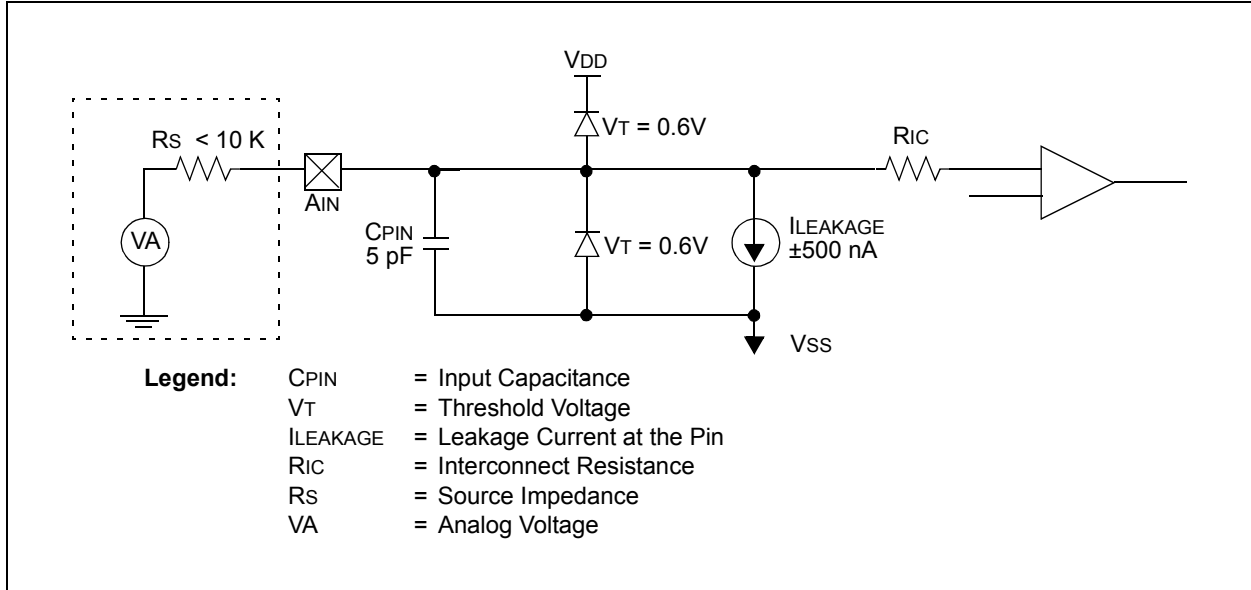 VDD
RS < 10 K
VT = 0.6V
RIC
AIN
VA
CPIN
5 pF
VT = 0.6V
ILEAKAGE
±500 nA
VSS
Legend: CPIN = Input Capacitance
VT = Threshold Voltage
ILEAKAGE = Leakage Current at the Pin
RIC = Interconnect Resistance
RS = Source Impedance
VA = Analog Voltage